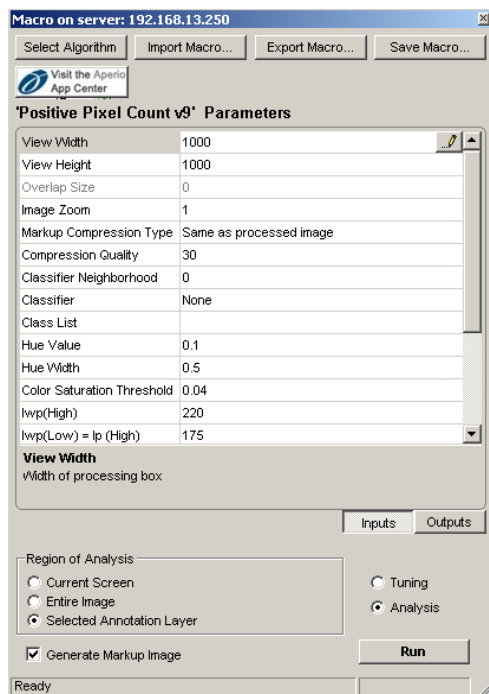 Macro on server: 192.168.13.250
Select Algorithm Import Macro... Export Macro... Save Macro...
Visit the Aperio
App Center
'Positive Pixel Count v9' Parameters
View Width 1000
View Height 1000
Overlap Size 0
Image Zoom 1
Markup Compression Type Same as processed image
Compression Quality 30
Classifier Neighborhood 0
Classifier None
Class List
Hue Value 0.1
Hue Width 0.5
Color Saturation Threshold 0.04
Iwp(High) 220
Iwp(Low) = Ip (High) 175
View Width
Width of processing box
Inputs Outputs
Region of Analysis
Current Screen
Entire Image
Selected Annotation Layer
Tuning
Analysis
Generate Markup Image
Run
Ready